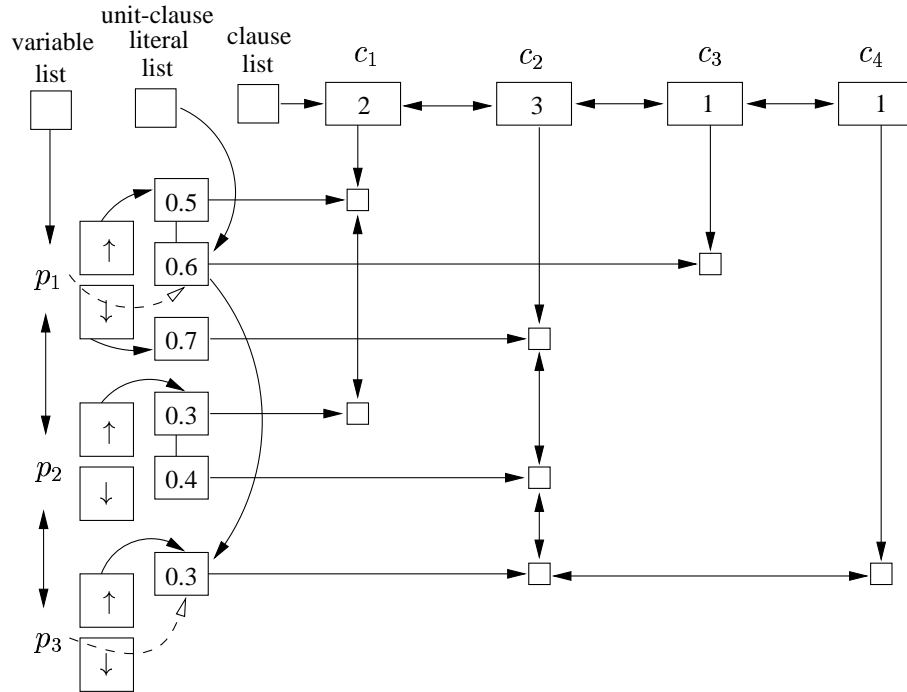 variable
list
unit-clause
literal
list
clause
list
c₁ c₂ c₃ c₄
2 3 1 1
0.5
↑
0.6
p₁
↓
0.7
0.3
↑
p₂
0.4
↓
0.3
↑
p₃
↓